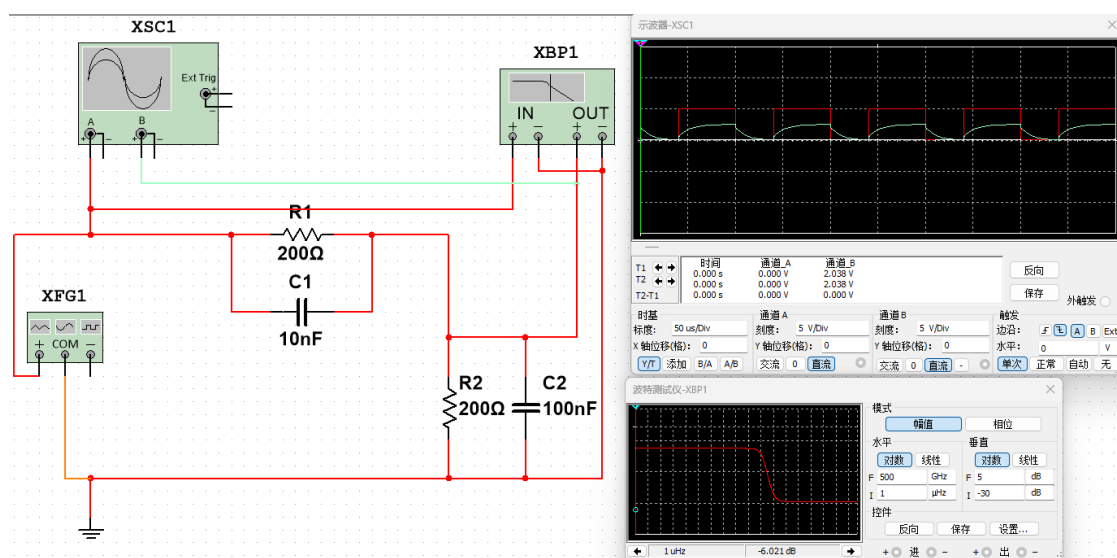 XSC1
Ext Trig
A
B
XBP1
IN OUT
R1
200Ω
C1
10nF
XFG1
COM
R2
200Ω
C2
100nF
示波器-XSC1
时间 通道_A 通道_B
T1 0.000 s 0.000 V 2.038 V
T2 0.000 s 0.000 V 2.038 V
T2-T1 0.000 s 0.000 V 0.000 V
反向
保存
外触发
时基 通道A 通道B 触发
标度: 50 us/Div 刻度: 5 V/Div 刻度: 5 V/Div 边沿: A B Ext
X 轴位移(格): 0 Y 轴位移(格): 0 Y 轴位移(格): 0 水平: 0 V
Y/T 添加 B/A A/B 交流 0 直流 交流 0 直流 - 单次 正常 自动 无
波特测试仪-XBP1
模式
幅值 相位
水平 垂直
对数 线性 对数 线性
F 500 GHz F 5 dB
I 1 μHz I -30 dB
控件
反向 保存 设置...
1 uHz -6.021 dB + 进 - + 出 -